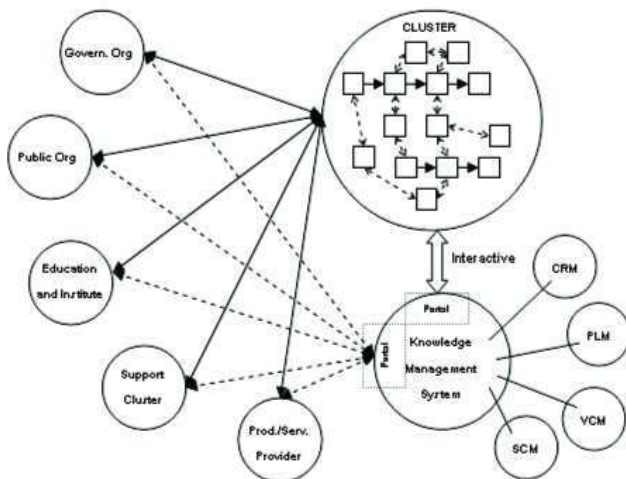 CLUSTER
Govern. Org
Public Org
Education
and Institute
Support
Cluster
Prod./Serv.
Provider
Interactive
Portal
Portal
Knowledge
Management
System
CRM
PLM
VCM
SCM